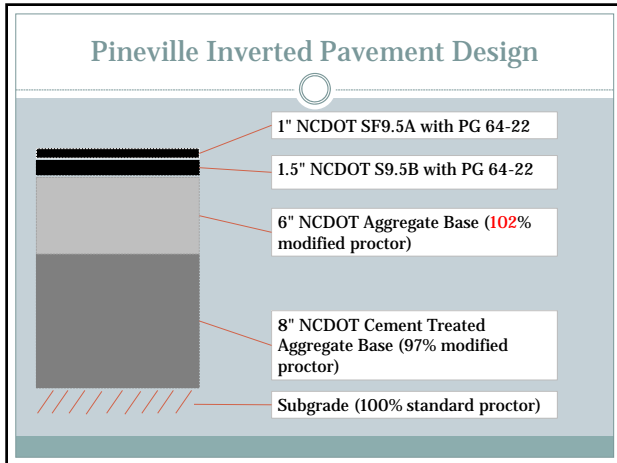 Pineville Inverted Pavement Design
1" NCDOT SF9.5A with PG 64-22
1.5" NCDOT S9.5B with PG 64-22
6" NCDOT Aggregate Base (102%
modified proctor)
8" NCDOT Cement Treated
Aggregate Base (97% modified
proctor)
Subgrade (100% standard proctor)